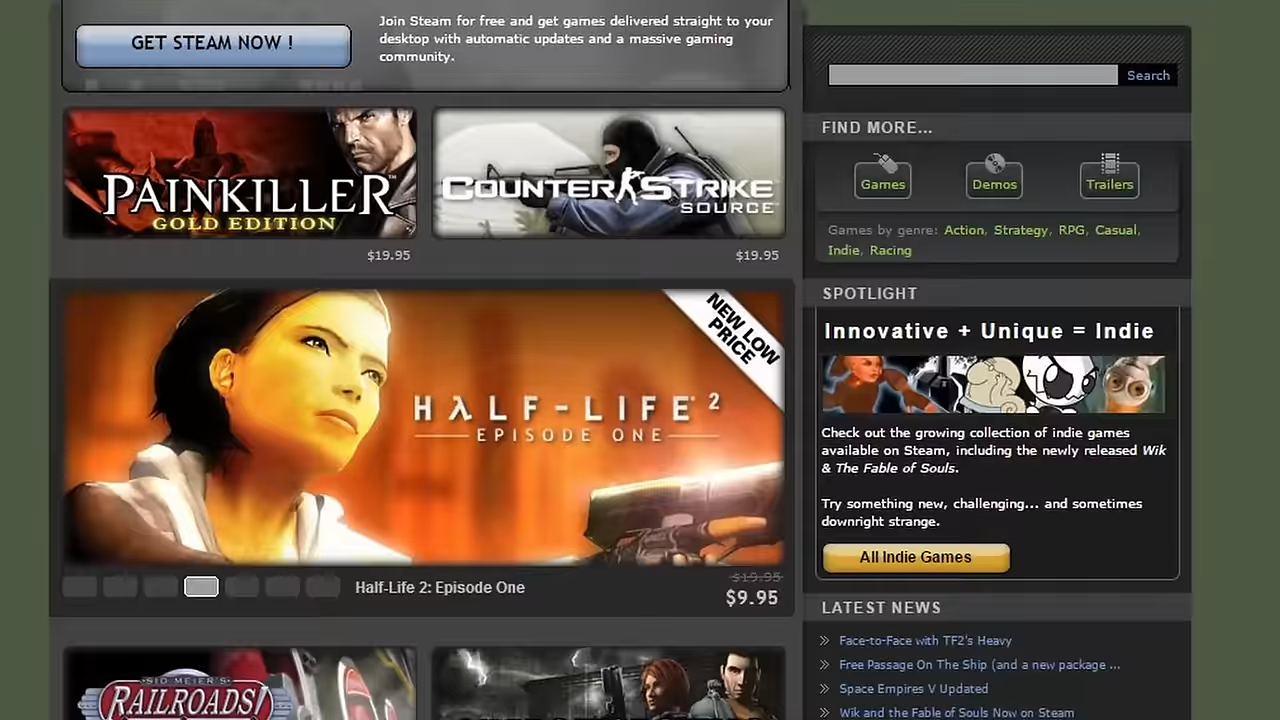 GET STEAM NOW !
Join Steam for free and get games delivered straight to your
desktop with automatic updates and a massive gaming
community.
PAINKILLER™
GOLD EDITION
$19.95
COUNTER STRIKE
SOURCE
$19.95
NEW LOW
PRICE
HALF-LIFE 2
EPISODE ONE
Half-Life 2: Episode One
$19.95
$9.95
SID MEIER'S
RAILROADS!
Search
FIND MORE...
Games
Demos
Trailers
Games by genre: Action, Strategy, RPG, Casual,
Indie, Racing
SPOTLIGHT
Innovative + Unique = Indie
Check out the growing collection of indie games
available on Steam, including the newly released Wik
& The Fable of Souls.
Try something new, challenging... and sometimes
downright strange.
All Indie Games
LATEST NEWS
Face-to-Face with TF2's Heavy
Free Passage On The Ship (and a new package ...
Space Empires V Updated
Wik and the Fable of Souls Now on Steam